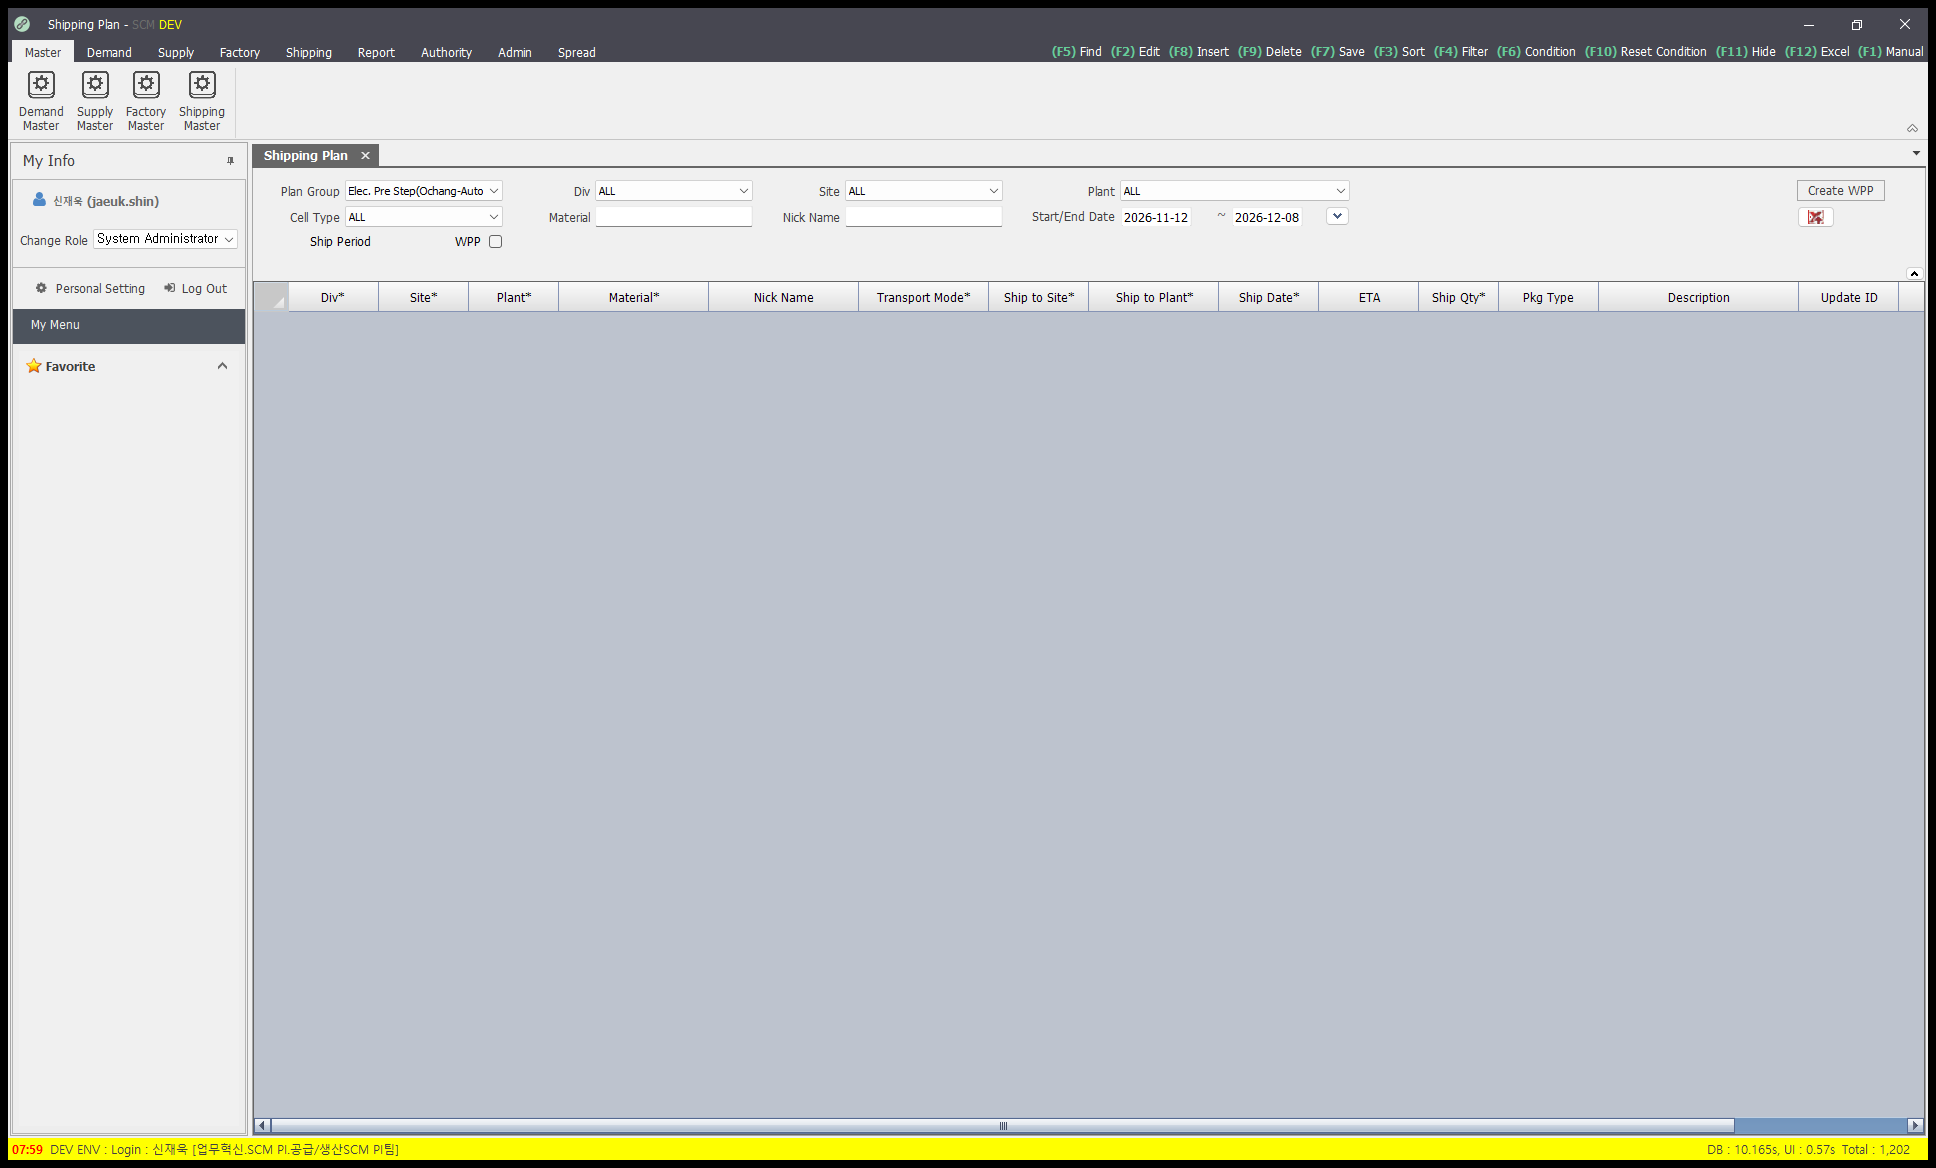 Shipping Plan - SCM DEV
Master Demand Supply Factory Shipping Report Authority Admin Spread (F5) Find (F2) Edit (F8) Insert (F9) Delete (F7) Save (F3) Sort (F4) Filter (F6) Condition (F10) Reset Condition (F11) Hide (F12) Excel (F1) Manual
Demand Master
Supply Master
Factory Master
Shipping Master
My Info
신재욱 (jaeuk.shin)
Change Role System Administrator
Personal Setting Log Out
My Menu
Favorite
Shipping Plan
Plan Group Elec. Pre Step(Ochang-Auto Div ALL Site ALL Plant ALL Create WPP
Cell Type ALL Material Nick Name Start/End Date 2026-11-12 ~ 2026-12-08
Ship Period WPP
Div* Site* Plant* Material* Nick Name Transport Mode* Ship to Site* Ship to Plant* Ship Date* ETA Ship Qty* Pkg Type Description Update ID
07:59 DEV ENV : Login : 신재욱 [업무혁신.SCM PI.공급/생산SCM PI팀] DB : 10.165s, UI : 0.57s Total : 1,202